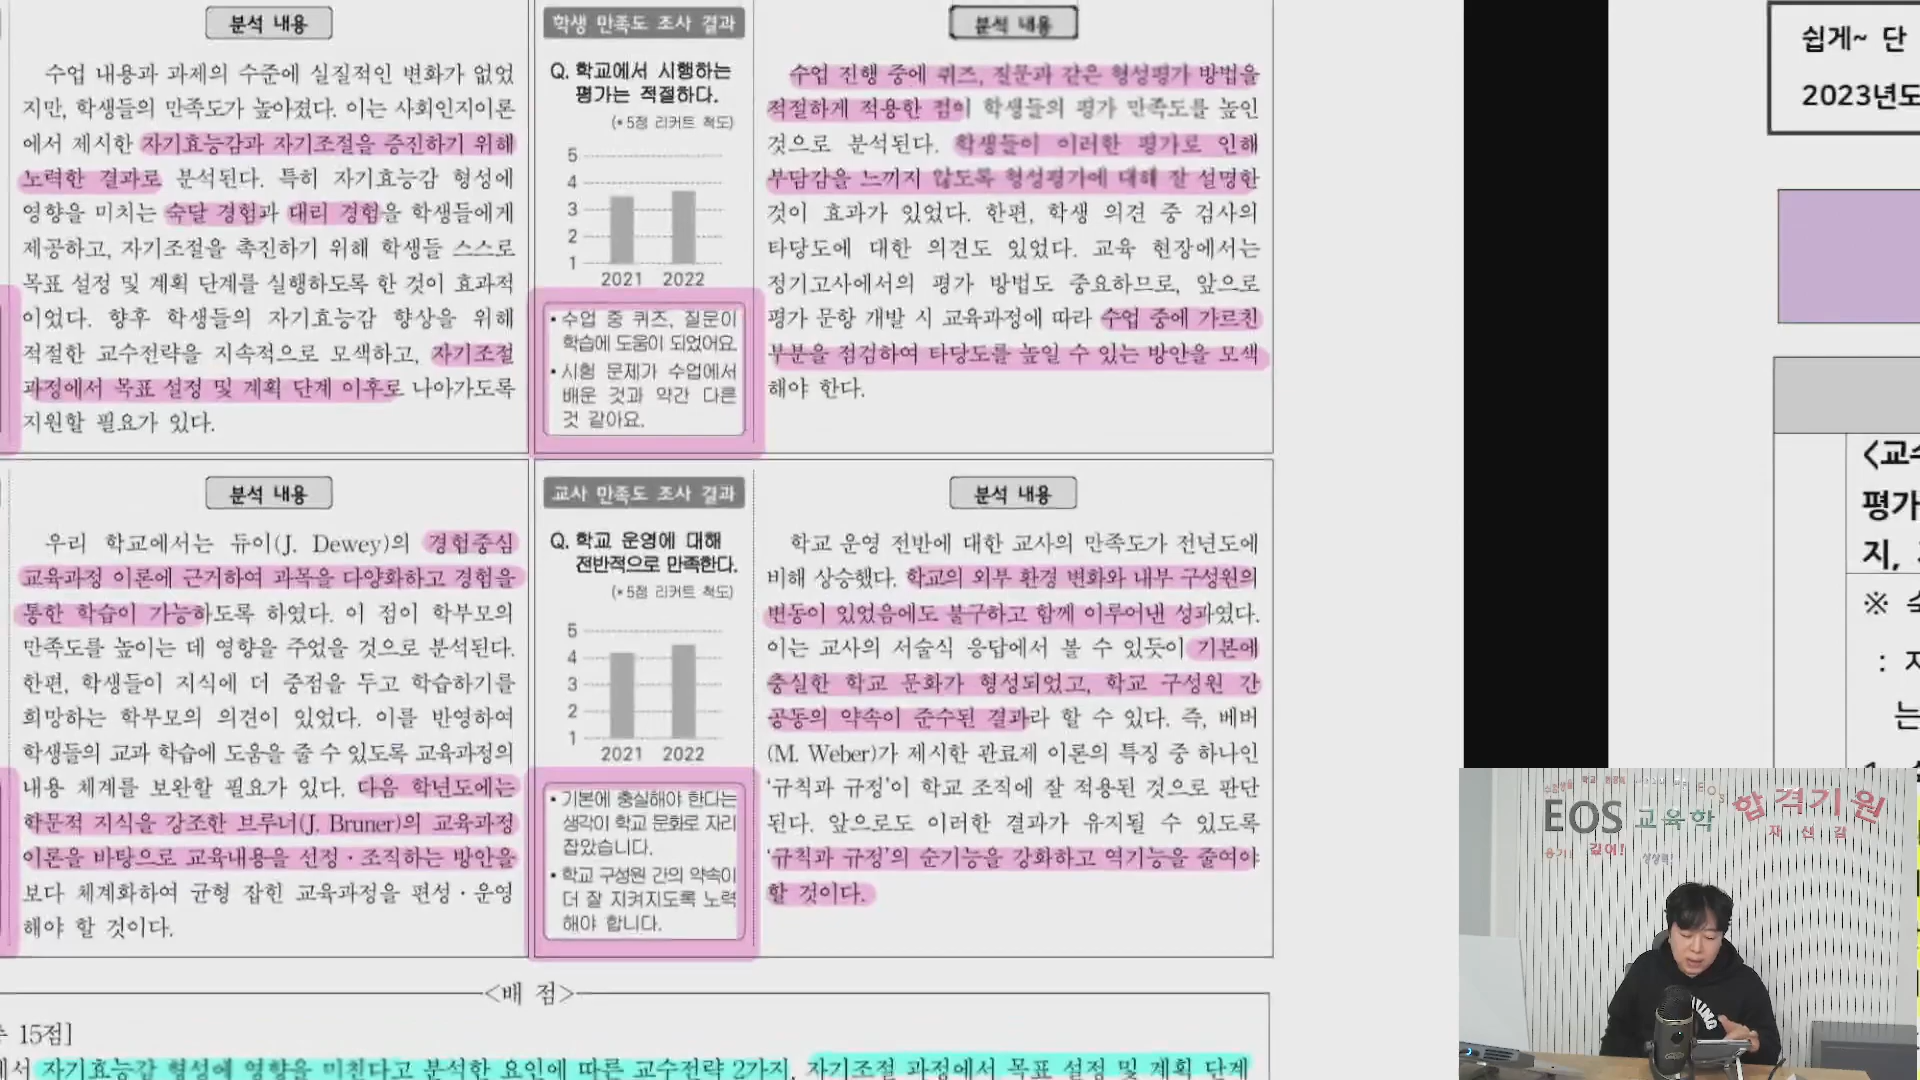 분석 내용
수업 내용과 과제의 수준에 실질적인 변화가 없었
지만, 학생들의 만족도가 높아졌다. 이는 사회인지이론
에서 제시한 자기효능감과 자기조절을 증진하기 위해
노력한 결과로 분석된다. 특히 자기효능감 형성에
영향을 미치는 숙달 경험과 대리 경험을 학생들에게
제공하고, 자기조절을 촉진하기 위해 학생들 스스로
목표 설정 및 계획 단계를 실행하도록 한 것이 효과적
이었다. 향후 학생들의 자기효능감 향상을 위해
적절한 교수전략을 지속적으로 모색하고, 자기조절
과정에서 목표 설정 및 계획 단계 이후로 나아가도록
지원할 필요가 있다.
학생 만족도 조사 결과
Q. 학교에서 시행하는
평가는 적절하다.
(* 5점 리커트 척도)
5
4
3
2
1
2021 2022
• 수업 중 퀴즈, 질문이
학습에 도움이 되었어요.
• 시험 문제가 수업에서
배운 것과 약간 다른
것 같아요.
분석 내용
수업 진행 중에 퀴즈, 질문과 같은 형성평가 방법을
적절하게 적용한 점이 학생들의 평가 만족도를 높인
것으로 분석된다. 학생들이 이러한 평가로 인해
부담감을 느끼지 않도록 형성평가에 대해 잘 설명한
것이 효과가 있었다. 한편, 학생 의견 중 검사의
타당도에 대한 의견도 있었다. 교육 현장에서는
정기고사에서의 평가 방법도 중요하므로, 앞으로
평가 문항 개발 시 교육과정에 따라 수업 중에 가르친
부분을 점검하여 타당도를 높일 수 있는 방안을 모색
해야 한다.
분석 내용
우리 학교에서는 듀이(J. Dewey)의 경험중심
교육과정 이론에 근거하여 과목을 다양화하고 경험을
통한 학습이 가능하도록 하였다. 이 점이 학부모의
만족도를 높이는 데 영향을 주었을 것으로 분석된다.
한편, 학생들이 지식에 더 중점을 두고 학습하기를
희망하는 학부모의 의견이 있었다. 이를 반영하여
학생들의 교과 학습에 도움을 줄 수 있도록 교육과정의
내용 체계를 보완할 필요가 있다. 다음 학년도에는
학문적 지식을 강조한 브루너(J. Bruner)의 교육과정
이론을 바탕으로 교육내용을 선정·조직하는 방안을
보다 체계화하여 균형 잡힌 교육과정을 편성·운영
해야 할 것이다.
교사 만족도 조사 결과
Q. 학교 운영에 대해
전반적으로 만족한다.
(* 5점 리커트 척도)
5
4
3
2
1
2021 2022
• 기본에 충실해야 한다는
생각이 학교 문화로 자리
잡았습니다.
• 학교 구성원 간의 약속이
더 잘 지켜지도록 노력
해야 합니다.
분석 내용
학교 운영 전반에 대한 교사의 만족도가 전년도에
비해 상승했다. 학교의 외부 환경 변화와 내부 구성원의
변동이 있었음에도 불구하고 함께 이루어낸 성과였다.
이는 교사의 서술식 응답에서 볼 수 있듯이 기본에
충실한 학교 문화가 형성되었고, 학교 구성원 간
공동의 약속이 준수된 결과라 할 수 있다. 즉, 베버
(M. Weber)가 제시한 관료제 이론의 특징 중 하나인
‘규칙과 규정’이 학교 조직에 잘 적용된 것으로 판단
된다. 앞으로도 이러한 결과가 유지될 수 있도록
‘규칙과 규정’의 순기능을 강화하고 역기능을 줄여야
할 것이다.
<배 점>
15점]
에서 자기효능감 형성에 영향을 미친다고 분석한 요인에 따른 교수전략 2가지, 자기조절 과정에서 목표 설정 및 계획 단계
쉽게~ 단
2023년도
<교수
평가
지,
※
:
는
EOS 교육학
합격기원
자신감
용기!
길어!